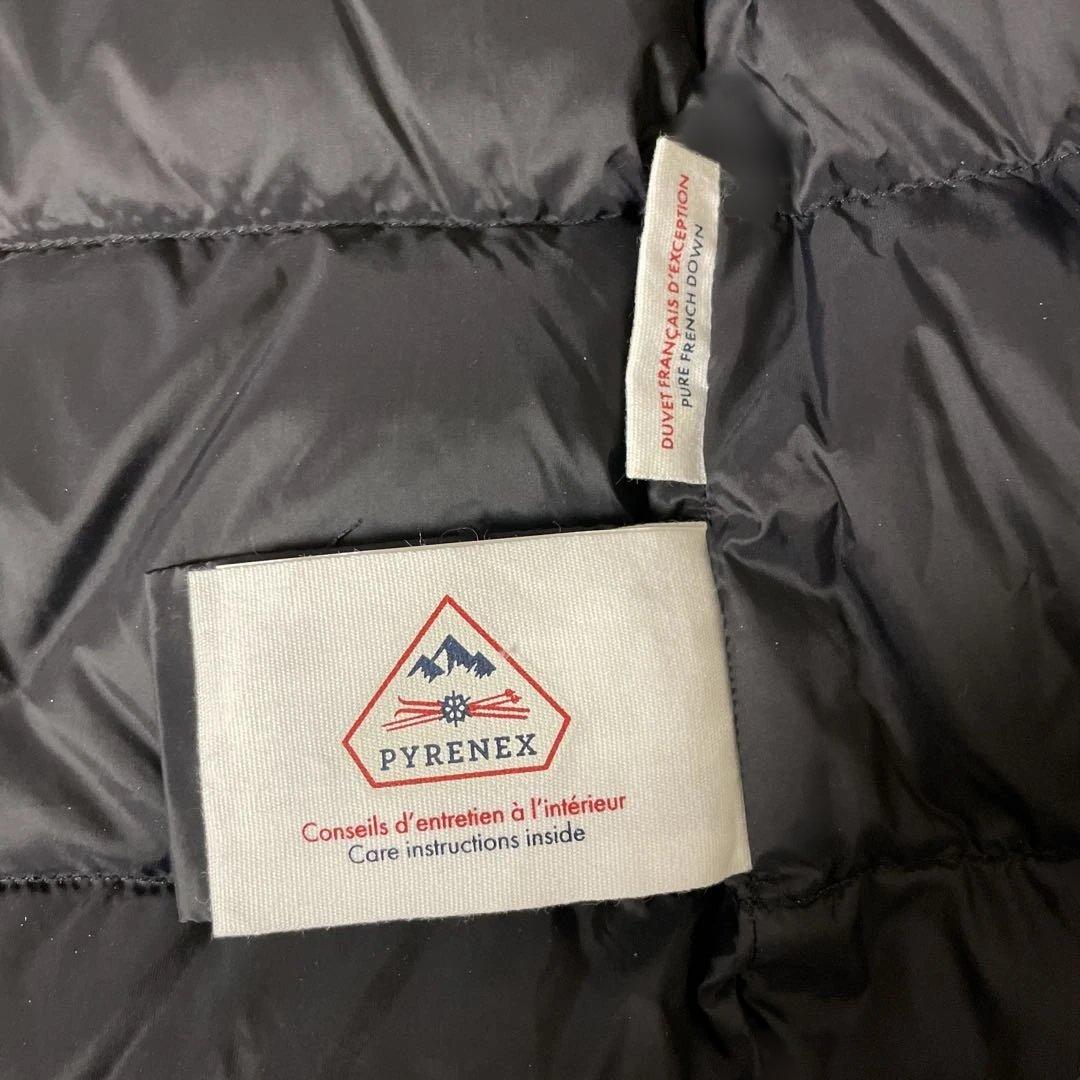 DUVET FRANÇAIS D'EXCEPTION
PURE FRENCH DOWN
PYRENEX
Conseils d'entretien à l'intérieur
Care instructions inside